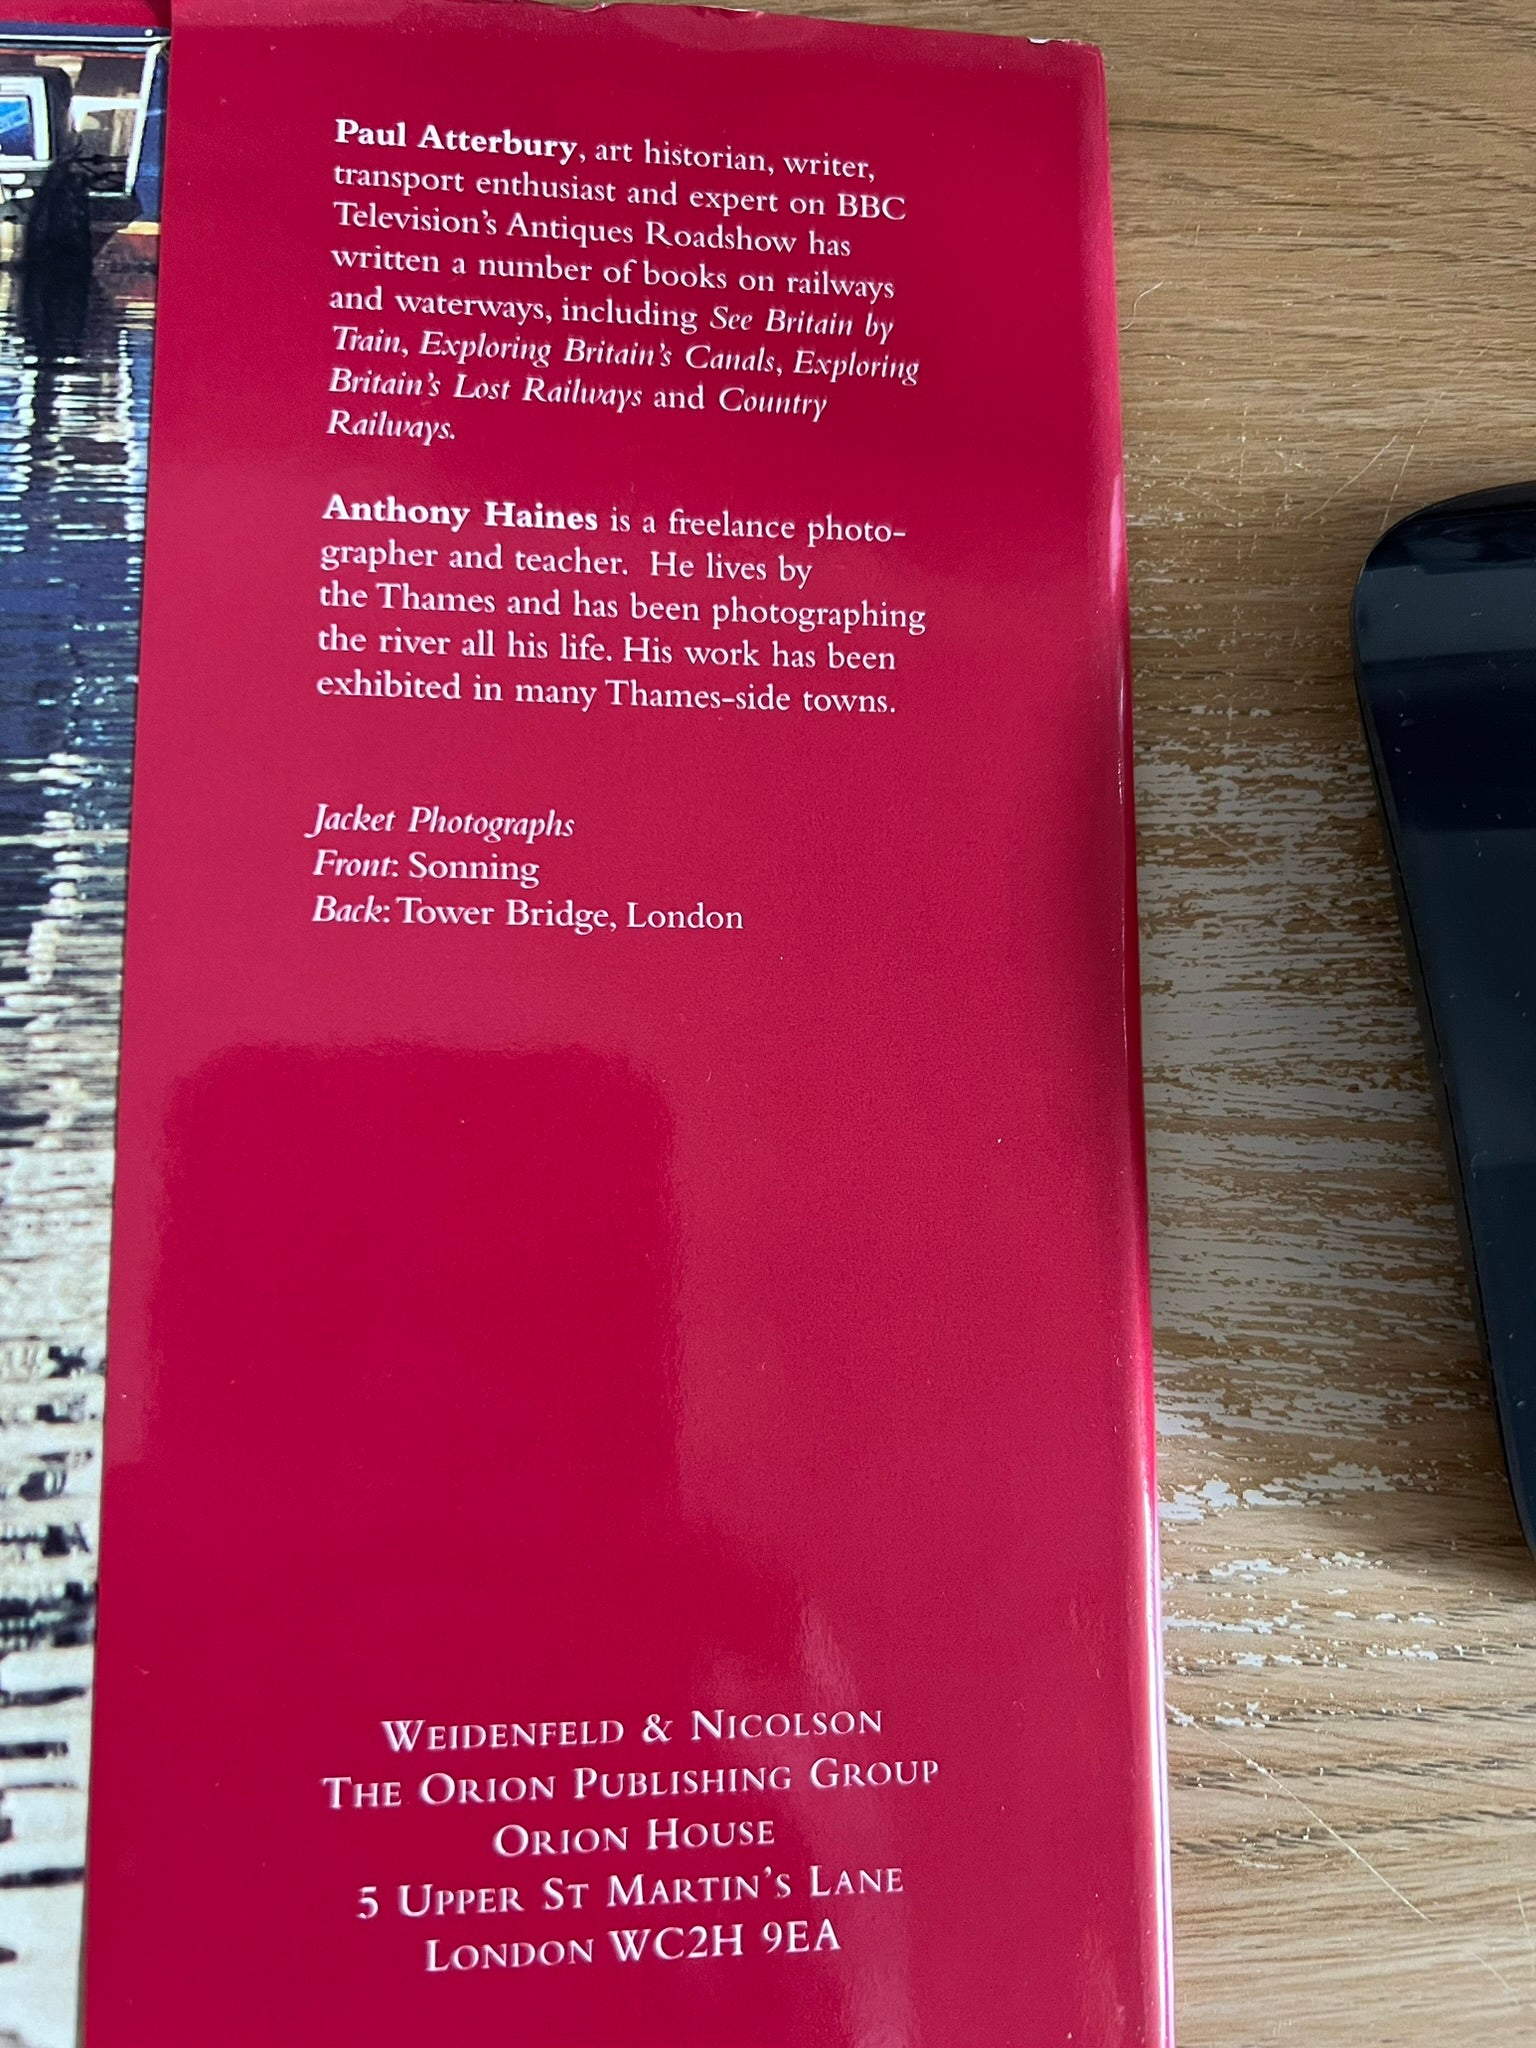 Paul Atterbury, art historian, writer,
transport enthusiast and expert on BBC
Television's Antiques Roadshow has
written a number of books on railways
and waterways, including See Britain by
Train, Exploring Britain's Canals, Exploring
Britain's Lost Railways and Country
Railways.
Anthony Haines is a freelance photo-
grapher and teacher. He lives by
the Thames and has been photographing
the river all his life. His work has been
exhibited in many Thames-side towns.
Jacket Photographs
Front: Sonning
Back: Tower Bridge, London
WEIDENFELD & NICOLSON
THE ORION PUBLISHING GROUP
ORION HOUSE
5 UPPER ST MARTIN'S LANE
LONDON WC2H 9EA